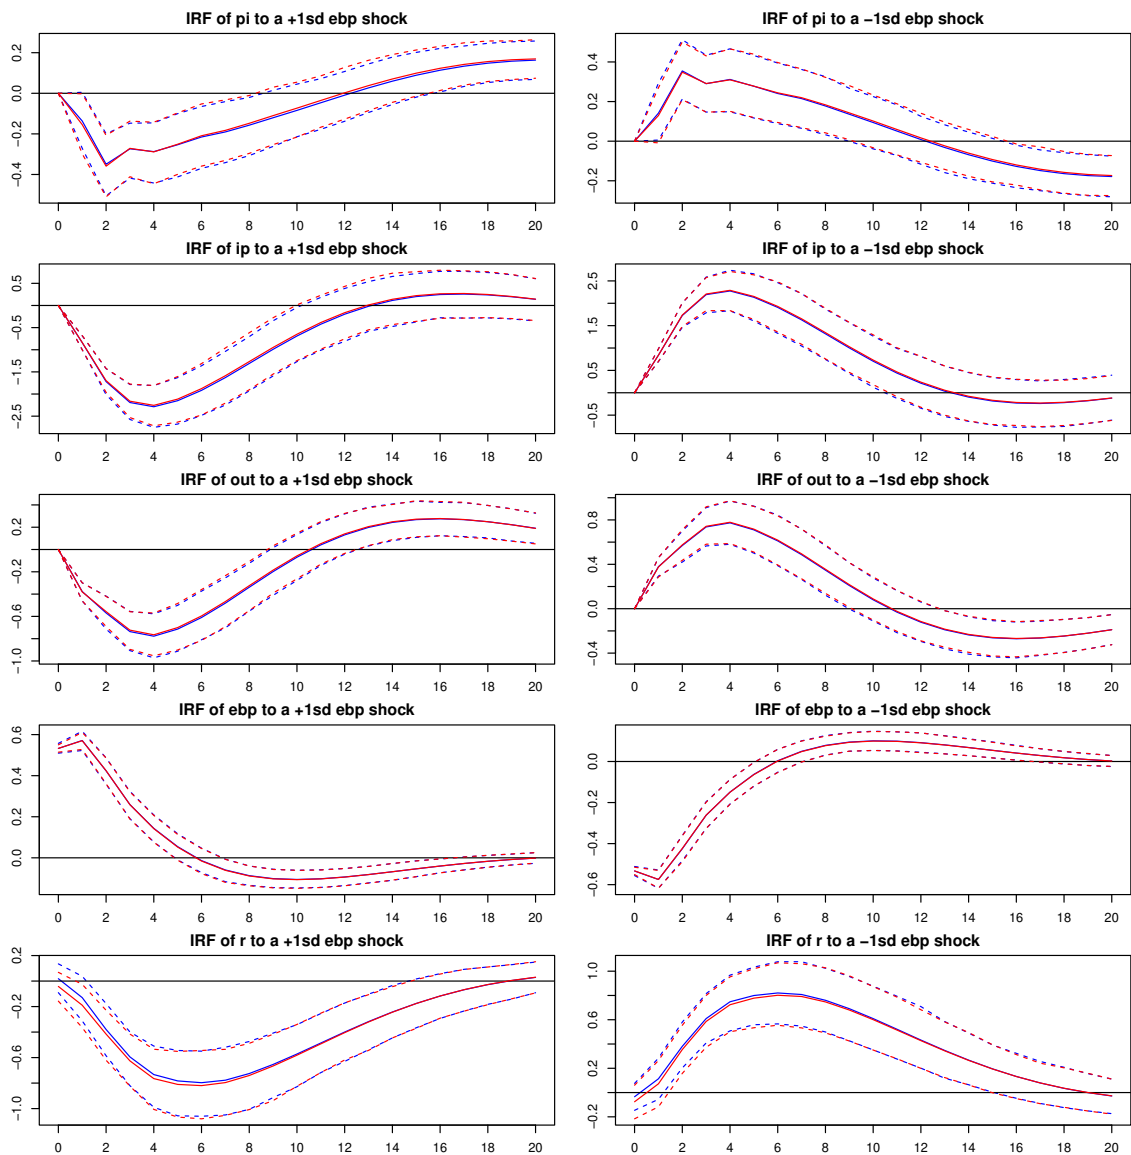 IRF of pi to a +1sd ebp shock
0.2
0.0
−0.2
−0.4
0 2 4 6 8 10 12 14 16 18 20
IRF of pi to a −1sd ebp shock
0.4
0.2
0.0
−0.2
0 2 4 6 8 10 12 14 16 18 20
IRF of ip to a +1sd ebp shock
0.5
−0.5
−1.5
−2.5
0 2 4 6 8 10 12 14 16 18 20
IRF of ip to a −1sd ebp shock
2.5
1.5
0.5
−0.5
0 2 4 6 8 10 12 14 16 18 20
IRF of out to a +1sd ebp shock
0.2
−0.2
−0.6
−1.0
0 2 4 6 8 10 12 14 16 18 20
IRF of out to a −1sd ebp shock
0.8
0.4
0.0
−0.4
0 2 4 6 8 10 12 14 16 18 20
IRF of ebp to a +1sd ebp shock
0.6
0.4
0.2
0.0
0 2 4 6 8 10 12 14 16 18 20
IRF of ebp to a −1sd ebp shock
0.0
−0.2
−0.4
−0.6
0 2 4 6 8 10 12 14 16 18 20
IRF of r to a +1sd ebp shock
0.2
−0.2
−0.6
−1.0
0 2 4 6 8 10 12 14 16 18 20
IRF of r to a −1sd ebp shock
1.0
0.6
0.2
−0.2
0 2 4 6 8 10 12 14 16 18 20